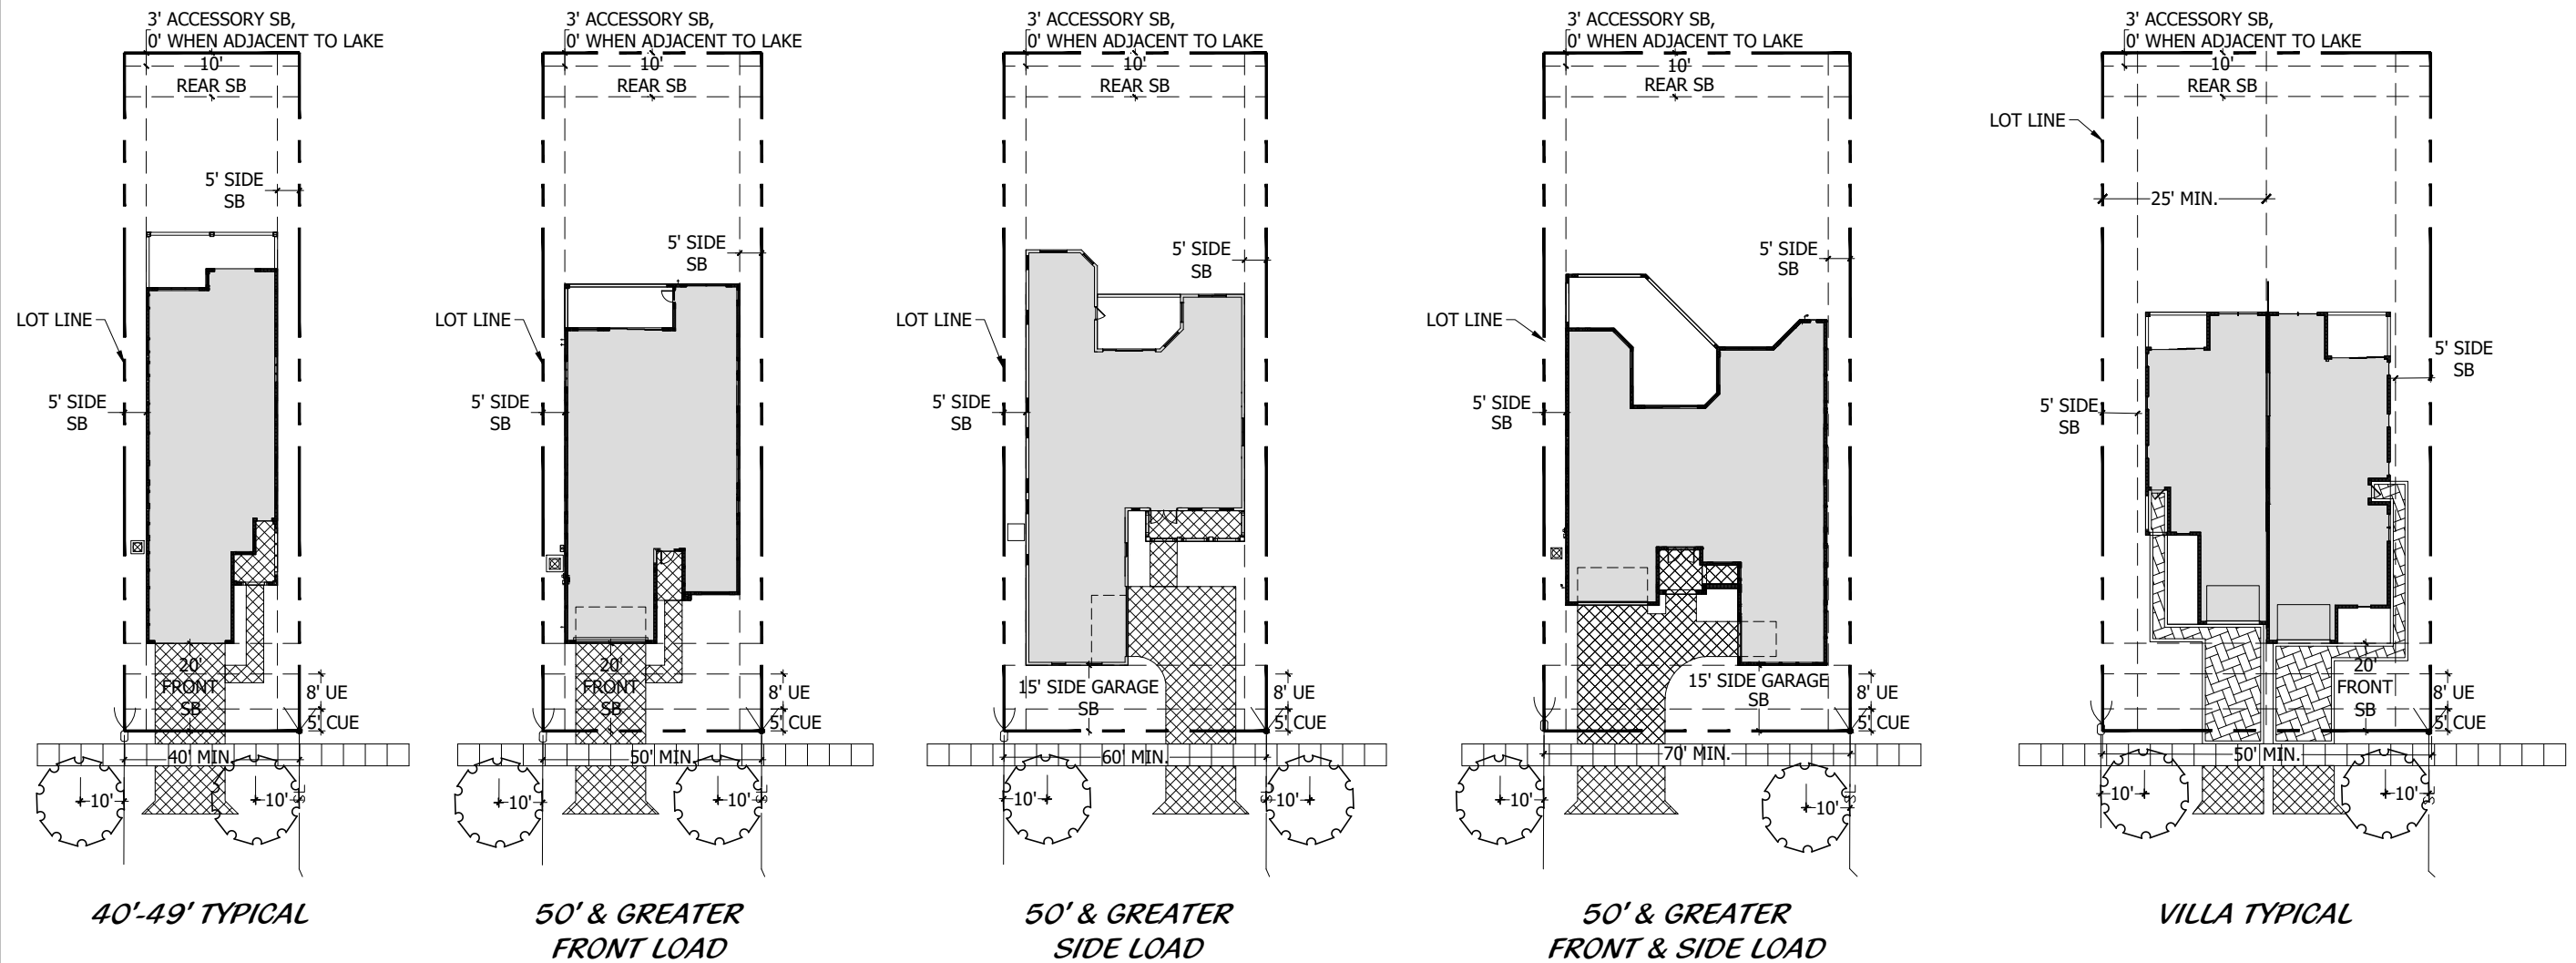 3' ACCESSORY SB,
0' WHEN ADJACENT TO LAKE
10'
REAR SB
5' SIDE
SB
LOT LINE
5' SIDE
SB
20'
FRONT
SB
8' UE
5' CUE
40' MIN.
10'
10'
SL
40'-49' TYPICAL
3' ACCESSORY SB,
0' WHEN ADJACENT TO LAKE
10'
REAR SB
5' SIDE
SB
LOT LINE
5' SIDE
SB
20'
FRONT
SB
8' UE
5' CUE
50' MIN.
10'
10'
SL
50' & GREATER
FRONT LOAD
3' ACCESSORY SB,
0' WHEN ADJACENT TO LAKE
10'
REAR SB
5' SIDE
SB
LOT LINE
5' SIDE
SB
15' SIDE GARAGE
SB
8' UE
5' CUE
60' MIN.
10'
10'
SL
50' & GREATER
SIDE LOAD
3' ACCESSORY SB,
0' WHEN ADJACENT TO LAKE
10'
REAR SB
5' SIDE
SB
LOT LINE
5' SIDE
SB
15' SIDE GARAGE
SB
8' UE
5' CUE
70' MIN.
10'
10'
SL
50' & GREATER
FRONT & SIDE LOAD
3' ACCESSORY SB,
0' WHEN ADJACENT TO LAKE
10'
REAR SB
LOT LINE
25' MIN.
5' SIDE
SB
5' SIDE
SB
20'
FRONT
SB
8' UE
5' CUE
50' MIN.
10'
10'
SL
VILLA TYPICAL